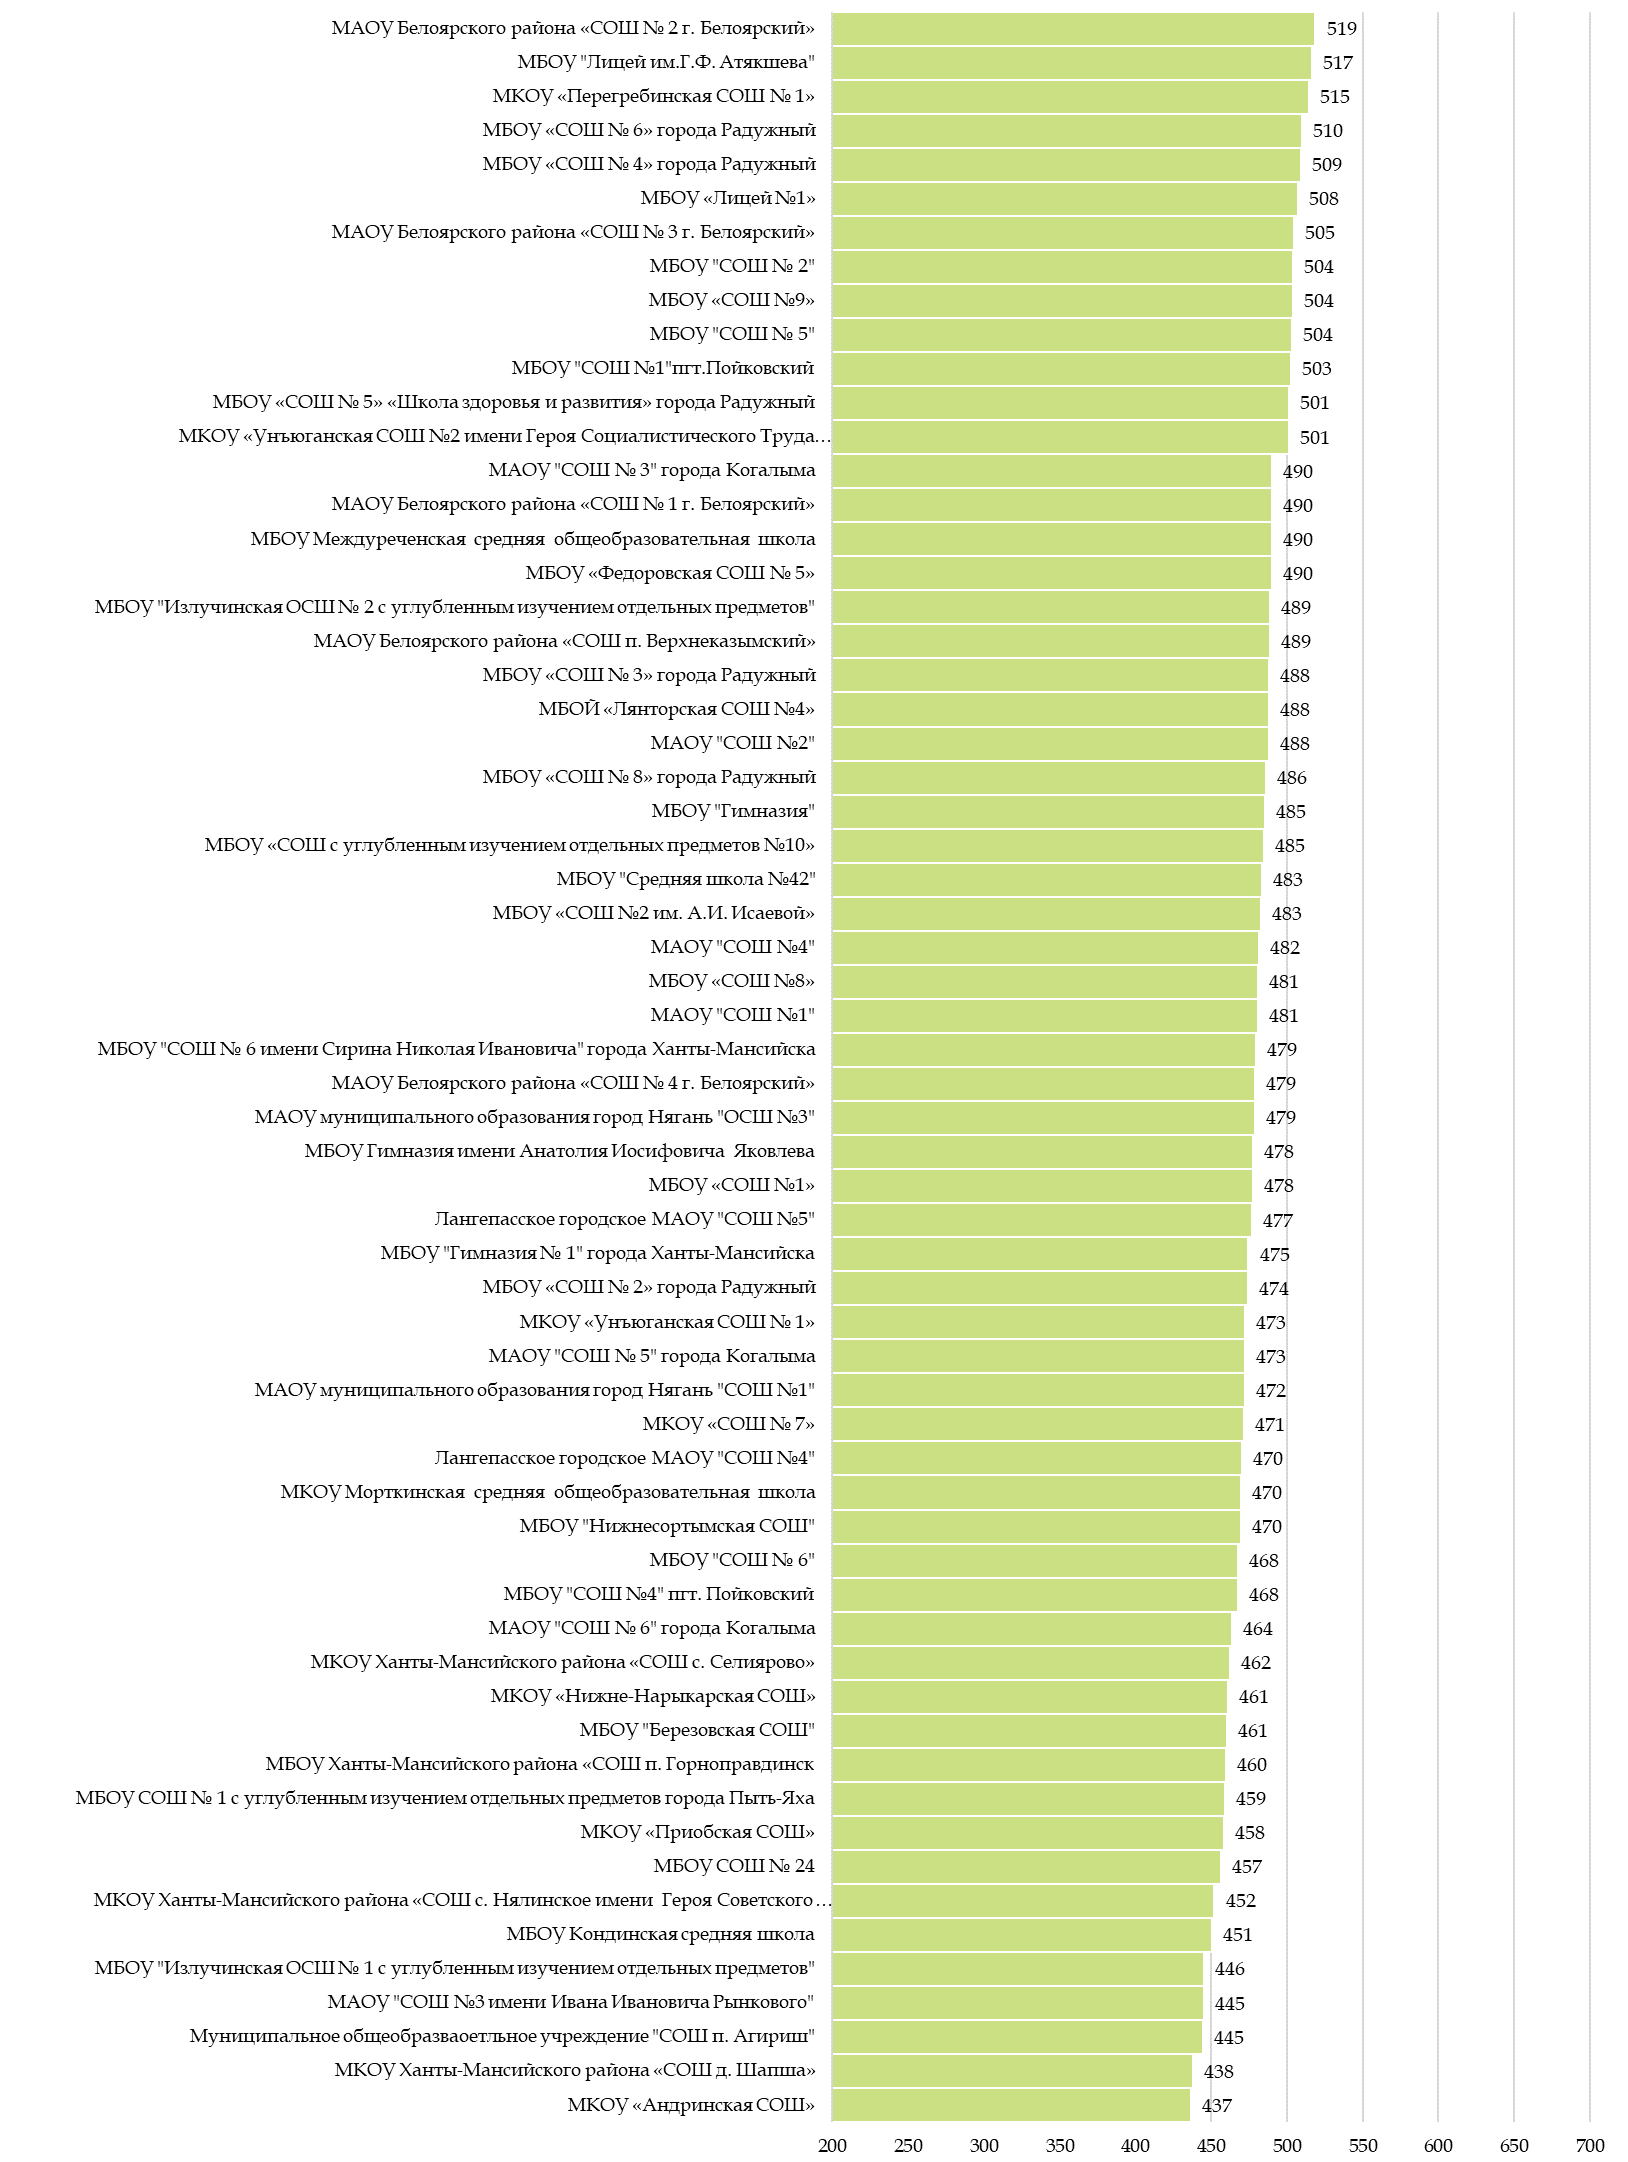 МАОУ Белоярского района «СОШ № 2 г. Белоярский» 519
МБОУ "Лицей им.Г.Ф. Атякшева" 517
МКОУ «Перегребинская СОШ № 1» 515
МБОУ «СОШ № 6» города Радужный 510
МБОУ «СОШ № 4» города Радужный 509
МБОУ «Лицей №1» 508
МАОУ Белоярского района «СОШ № 3 г. Белоярский» 505
МБОУ "СОШ № 2" 504
МБОУ «СОШ №9» 504
МБОУ "СОШ № 5" 504
МБОУ "СОШ №1"пгт.Пойковский 503
МБОУ «СОШ № 5» «Школа здоровья и развития» города Радужный 501
МКОУ «Унъюганская СОШ №2 имени Героя Социалистического Труда… 501
МАОУ "СОШ № 3" города Когалыма 490
МАОУ Белоярского района «СОШ № 1 г. Белоярский» 490
МБОУ Междуреченская средняя общеобразовательная школа 490
МБОУ «Федоровская СОШ № 5» 490
МБОУ "Излучинская ОСШ № 2 с углубленным изучением отдельных предметов" 489
МАОУ Белоярского района «СОШ п. Верхнеказымский» 489
МБОУ «СОШ № 3» города Радужный 488
МБОЙ «Лянторская СОШ №4» 488
МАОУ "СОШ №2" 488
МБОУ «СОШ № 8» города Радужный 486
МБОУ "Гимназия" 485
МБОУ «СОШ с углубленным изучением отдельных предметов №10» 485
МБОУ "Средняя школа №42" 483
МБОУ «СОШ №2 им. А.И. Исаевой» 483
МАОУ "СОШ №4" 482
МБОУ «СОШ №8» 481
МАОУ "СОШ №1" 481
МБОУ "СОШ № 6 имени Сирина Николая Ивановича" города Ханты-Мансийска 479
МАОУ Белоярского района «СОШ № 4 г. Белоярский» 479
МАОУ муниципального образования город Нягань "ОСШ №3" 479
МБОУ Гимназия имени Анатолия Иосифовича Яковлева 478
МБОУ «СОШ №1» 478
Лангепасское городское МАОУ "СОШ №5" 477
МБОУ "Гимназия № 1" города Ханты-Мансийска 475
МБОУ «СОШ № 2» города Радужный 474
МКОУ «Унъюганская СОШ № 1» 473
МАОУ "СОШ № 5" города Когалыма 473
МАОУ муниципального образования город Нягань "СОШ №1" 472
МКОУ «СОШ № 7» 471
Лангепасское городское МАОУ "СОШ №4" 470
МКОУ Морткинская средняя общеобразовательная школа 470
МБОУ "Нижнесортымская СОШ" 470
МБОУ "СОШ № 6" 468
МБОУ "СОШ №4" пгт. Пойковский 468
МАОУ "СОШ № 6" города Когалыма 464
МКОУ Ханты-Мансийского района «СОШ с. Селиярово» 462
МКОУ «Нижне-Нарыкарская СОШ» 461
МБОУ "Березовская СОШ" 461
МБОУ Ханты-Мансийского района «СОШ п. Горноправдинск 460
МБОУ СОШ № 1 с углубленным изучением отдельных предметов города Пыть-Яха 459
МКОУ «Приобская СОШ» 458
МБОУ СОШ № 24 457
МКОУ Ханты-Мансийского района «СОШ с. Нялинское имени Героя Советского… 452
МБОУ Кондинская средняя школа 451
МБОУ "Излучинская ОСШ № 1 с углубленным изучением отдельных предметов" 446
МАОУ "СОШ №3 имени Ивана Ивановича Рынкового" 445
Муниципальное общеобразваоетльное учреждение "СОШ п. Агириш" 445
МКОУ Ханты-Мансийского района «СОШ д. Шапша» 438
МКОУ «Андринская СОШ» 437
200 250 300 350 400 450 500 550 600 650 700